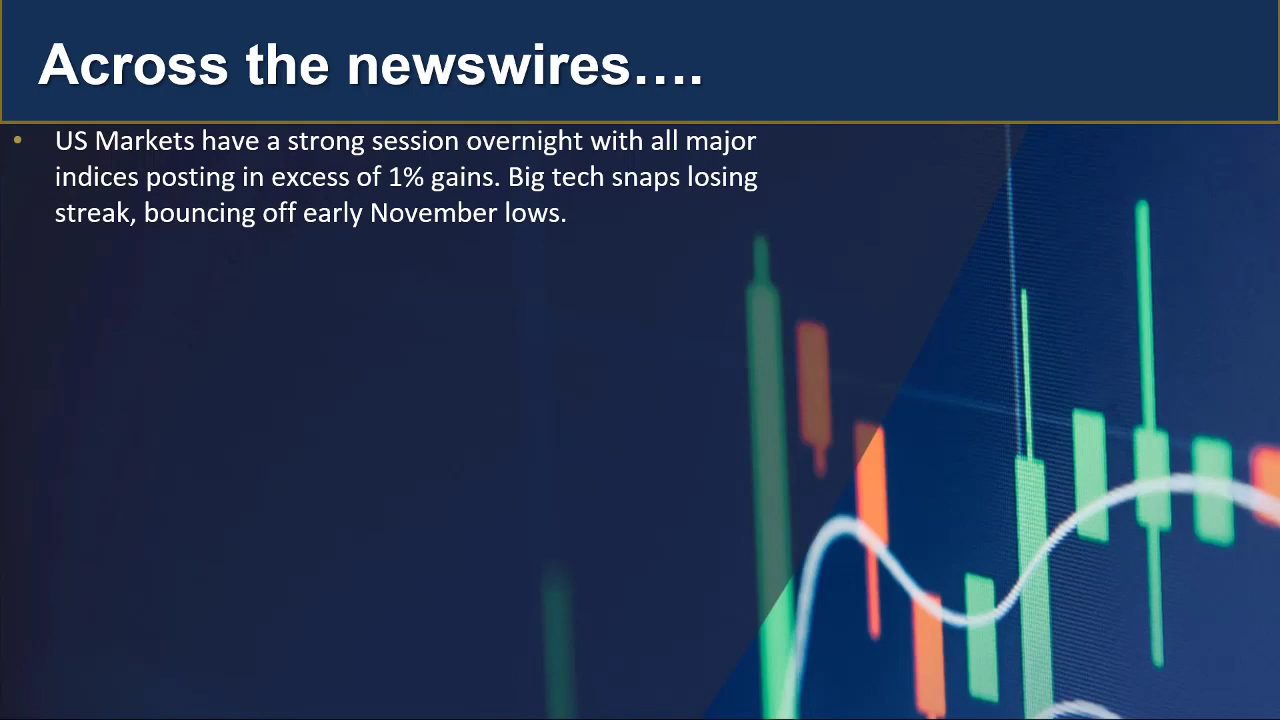 Across the newswires….
• US Markets have a strong session overnight with all major
indices posting in excess of 1% gains. Big tech snaps losing
streak, bouncing off early November lows.